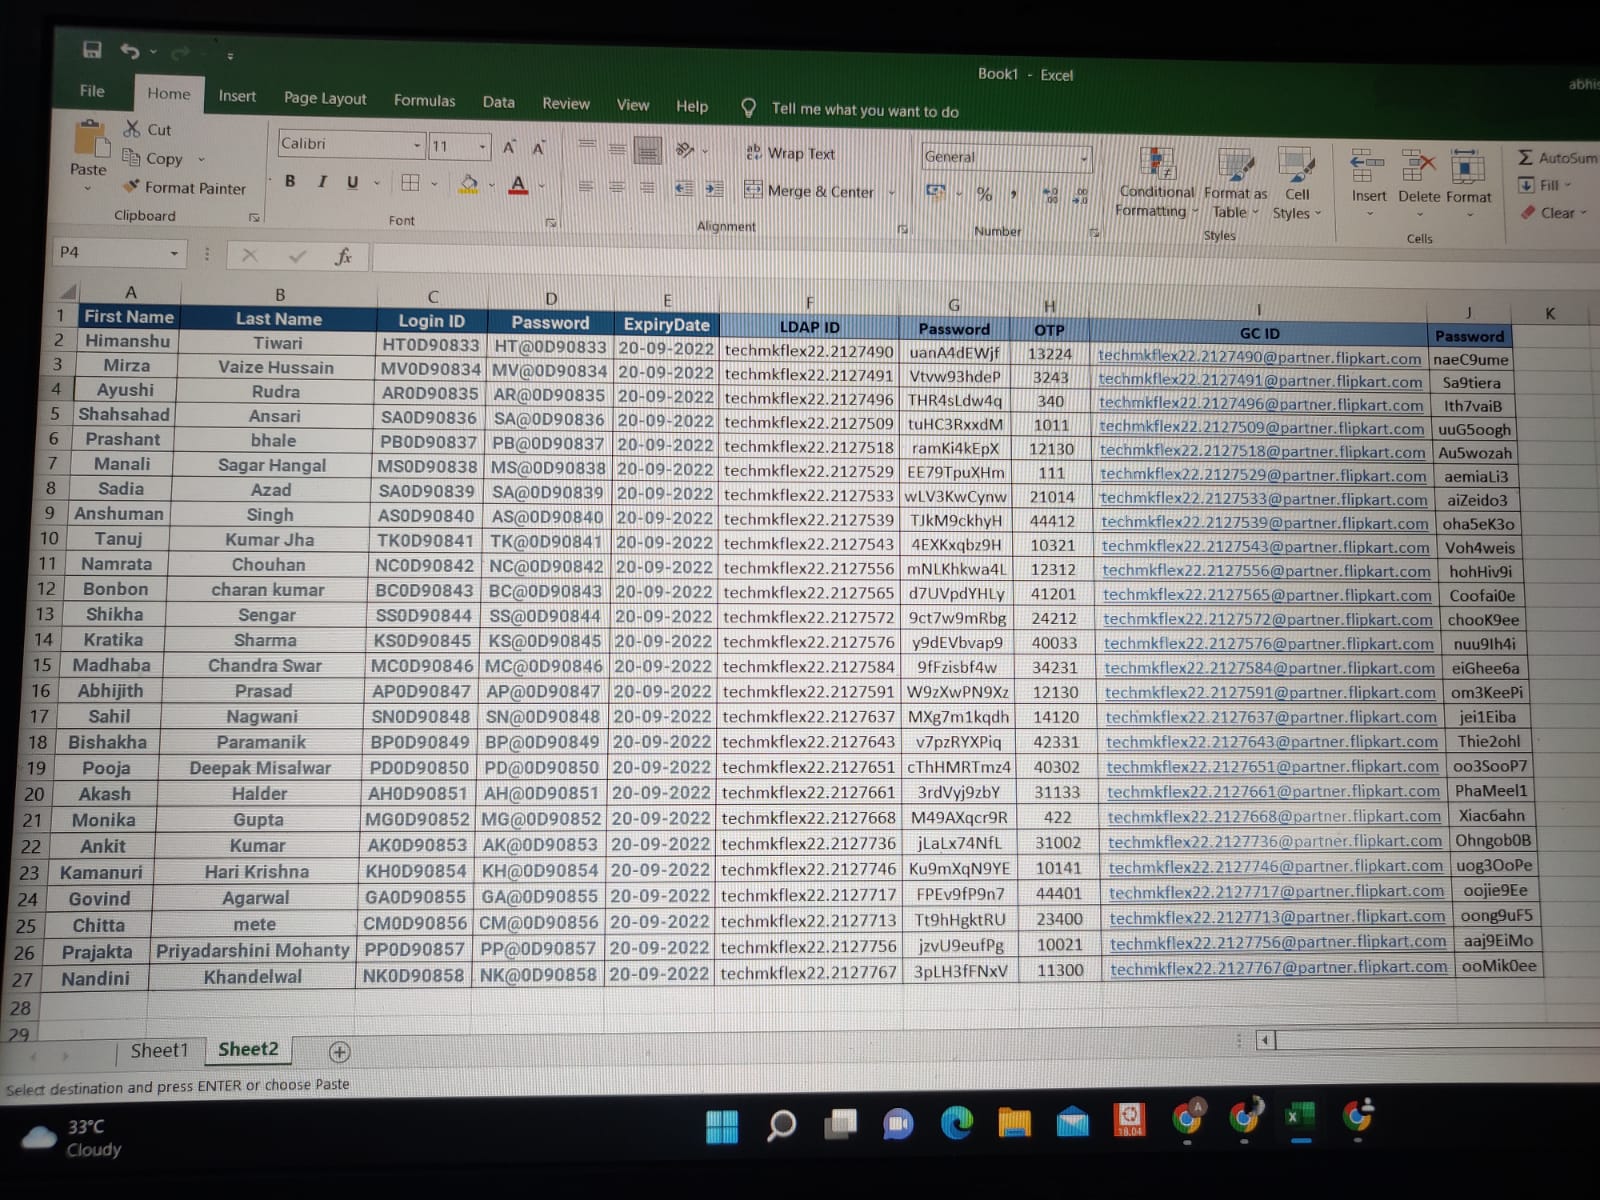 Book1 - Excel
abhis
File Home Insert Page Layout Formulas Data Review View Help Tell me what you want to do
Paste Cut Copy Format Painter
Clipboard
Calibri 11
B I U
Font
Wrap Text
Merge & Center
Alignment
General
%
Number
Conditional Formatting
Format as Table
Cell Styles
Styles
Insert Delete Format
Cells
AutoSum
Fill
Clear
P4 fx
A B C D E F G H I J K
1 First Name Last Name Login ID Password ExpiryDate LDAP ID Password OTP GC ID Password
2 Himanshu Tiwari HT0D90833 HT@0D90833 20-09-2022 techmkflex22.2127490 uanA4dEWjf 13224 techmkflex22.2127490@partner.flipkart.com naeC9ume
3 Mirza Vaize Hussain MV0D90834 MV@0D90834 20-09-2022 techmkflex22.2127491 Vtvw93hdeP 3243 techmkflex22.2127491@partner.flipkart.com Sa9tiera
4 Ayushi Rudra AR0D90835 AR@0D90835 20-09-2022 techmkflex22.2127496 THR4sLdw4q 340 techmkflex22.2127496@partner.flipkart.com Ith7vaiB
5 Shahsahad Ansari SA0D90836 SA@0D90836 20-09-2022 techmkflex22.2127509 tuHC3RxxdM 1011 techmkflex22.2127509@partner.flipkart.com uuG5oogh
6 Prashant bhale PB0D90837 PB@0D90837 20-09-2022 techmkflex22.2127518 ramKi4kEpX 12130 techmkflex22.2127518@partner.flipkart.com Au5wozah
7 Manali Sagar Hangal MS0D90838 MS@0D90838 20-09-2022 techmkflex22.2127529 EE79TpuXHm 111 techmkflex22.2127529@partner.flipkart.com aemiaLi3
8 Sadia Azad SA0D90839 SA@0D90839 20-09-2022 techmkflex22.2127533 wLV3KwCynw 21014 techmkflex22.2127533@partner.flipkart.com aiZeido3
9 Anshuman Singh AS0D90840 AS@0D90840 20-09-2022 techmkflex22.2127539 TJkM9ckhyH 44412 techmkflex22.2127539@partner.flipkart.com oha5eK3o
10 Tanuj Kumar Jha TK0D90841 TK@0D90841 20-09-2022 techmkflex22.2127543 4EXKxqbz9H 10321 techmkflex22.2127543@partner.flipkart.com Voh4weis
11 Namrata Chouhan NC0D90842 NC@0D90842 20-09-2022 techmkflex22.2127556 mNLKhkwa4L 12312 techmkflex22.2127556@partner.flipkart.com hohHiv9i
12 Bonbon charan kumar BC0D90843 BC@0D90843 20-09-2022 techmkflex22.2127565 d7UVpdYHLy 41201 techmkflex22.2127565@partner.flipkart.com Coofai0e
13 Shikha Sengar SS0D90844 SS@0D90844 20-09-2022 techmkflex22.2127572 9ct7w9mRbg 24212 techmkflex22.2127572@partner.flipkart.com chooK9ee
14 Kratika Sharma KS0D90845 KS@0D90845 20-09-2022 techmkflex22.2127576 y9dEVbvap9 40033 techmkflex22.2127576@partner.flipkart.com nuu9Ih4i
15 Madhaba Chandra Swar MC0D90846 MC@0D90846 20-09-2022 techmkflex22.2127584 9fFzisbf4w 34231 techmkflex22.2127584@partner.flipkart.com eiGhee6a
16 Abhijith Prasad AP0D90847 AP@0D90847 20-09-2022 techmkflex22.2127591 W9zXwPN9Xz 12130 techmkflex22.2127591@partner.flipkart.com om3KeePi
17 Sahil Nagwani SN0D90848 SN@0D90848 20-09-2022 techmkflex22.2127637 MXg7m1kqdh 14120 techmkflex22.2127637@partner.flipkart.com jei1Eiba
18 Bishakha Paramanik BP0D90849 BP@0D90849 20-09-2022 techmkflex22.2127643 v7pzRYXPiq 42331 techmkflex22.2127643@partner.flipkart.com Thie2ohl
19 Pooja Deepak Misalwar PD0D90850 PD@0D90850 20-09-2022 techmkflex22.2127651 cThHMRTmz4 40302 techmkflex22.2127651@partner.flipkart.com oo3SooP7
20 Akash Halder AH0D90851 AH@0D90851 20-09-2022 techmkflex22.2127661 3rdVyj9zbY 31133 techmkflex22.2127661@partner.flipkart.com PhaMeel1
21 Monika Gupta MG0D90852 MG@0D90852 20-09-2022 techmkflex22.2127668 M49AXqcr9R 422 techmkflex22.2127668@partner.flipkart.com Xiac6ahn
22 Ankit Kumar AK0D90853 AK@0D90853 20-09-2022 techmkflex22.2127736 jLaLx74NfL 31002 techmkflex22.2127736@partner.flipkart.com Ohngob0B
23 Kamanuri Hari Krishna KH0D90854 KH@0D90854 20-09-2022 techmkflex22.2127746 Ku9mXqN9YE 10141 techmkflex22.2127746@partner.flipkart.com uog3OoPe
24 Govind Agarwal GA0D90855 GA@0D90855 20-09-2022 techmkflex22.2127717 FPEv9fP9n7 44401 techmkflex22.2127717@partner.flipkart.com oojie9Ee
25 Chitta mete CM0D90856 CM@0D90856 20-09-2022 techmkflex22.2127713 Tt9hHgktRU 23400 techmkflex22.2127713@partner.flipkart.com oong9uF5
26 Prajakta Priyadarshini Mohanty PP0D90857 PP@0D90857 20-09-2022 techmkflex22.2127756 jzvU9eufPg 10021 techmkflex22.2127756@partner.flipkart.com aaj9EiMo
27 Nandini Khandelwal NK0D90858 NK@0D90858 20-09-2022 techmkflex22.2127767 3pLH3fFNxV 11300 techmkflex22.2127767@partner.flipkart.com ooMik0ee
28
29
Sheet1 Sheet2
Select destination and press ENTER or choose Paste
33°C
Cloudy
18.04